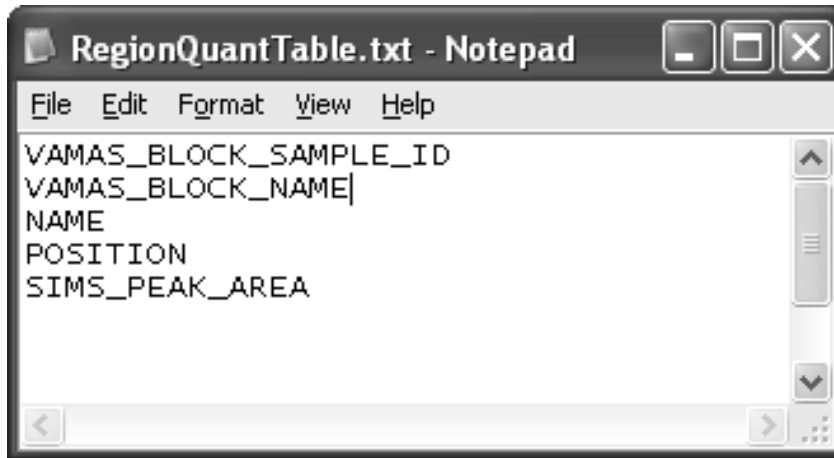 RegionQuantTable.txt - Notepad
File Edit Format View Help
VAMAS_BLOCK_SAMPLE_ID
VAMAS_BLOCK_NAME
NAME
POSITION
SIMS_PEAK_AREA